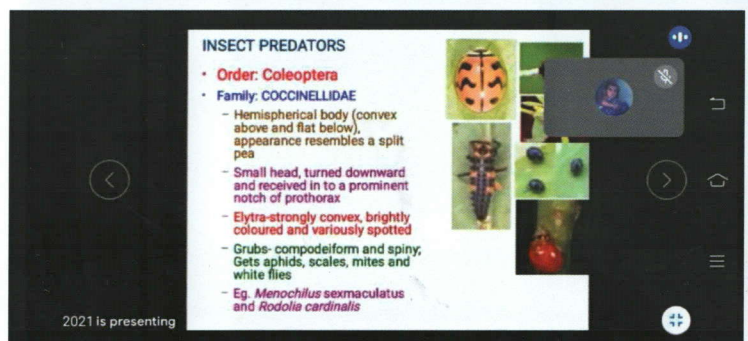 INSECT PREDATORS
• Order: Coleoptera
• Family: COCCINELLIDAE
– Hemispherical body (convex
above and flat below),
appearance resembles a split
pea
– Small head, turned downward
and received in to a prominent
notch of prothorax
– Elytra-strongly convex, brightly
coloured and variously spotted
– Grubs- compodeiform and spiny;
Gets aphids, scales, mites and
white flies
– Eg. Menochilus sexmaculatus
and Rodolia cardinalis
2021 is presenting